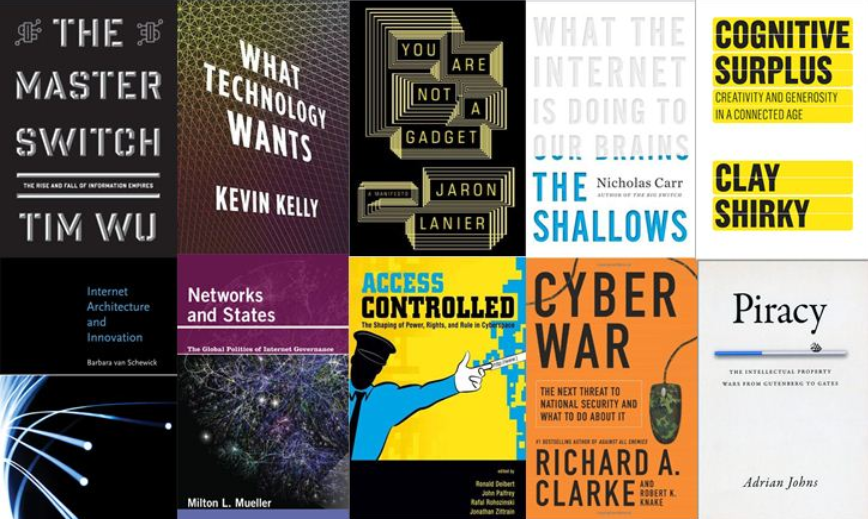 THE
MASTER
SWITCH
THE RISE AND FALL OF INFORMATION EMPIRES
TIM WU
WHAT
TECHNOLOGY
WANTS
KEVIN KELLY
YOU
ARE
NOT
A
GADGET
A MANIFESTO
JARON
LANIER
WHAT THE
INTERNET
IS DOING TO
OUR BRAINS
THE
Nicholas Carr
AUTHOR OF THE BIG SWITCH
SHALLOWS
COGNITIVE
SURPLUS
CREATIVITY AND GENEROSITY
IN A CONNECTED AGE
CLAY
SHIRKY
Internet
Architecture
and
Innovation
Barbara van Schewick
Networks
and States
The Global Politics of Internet Governance
Milton L. Mueller
ACCESS
CONTROLLED
The Shaping of Power, Rights, and Rule in Cyberspace
edited by
Ronald Deibert
John Palfrey
Rafal Rohozinski
Jonathan Zittrain
CYBER
WAR
THE NEXT THREAT TO
NATIONAL SECURITY AND
WHAT TO DO ABOUT IT
#1 BESTSELLING AUTHOR OF AGAINST ALL ENEMIES
RICHARD A.
CLARKE
AND
ROBERT K.
KNAKE
Piracy
THE INTELLECTUAL PROPERTY
WARS FROM GUTENBERG TO GATES
Adrian Johns